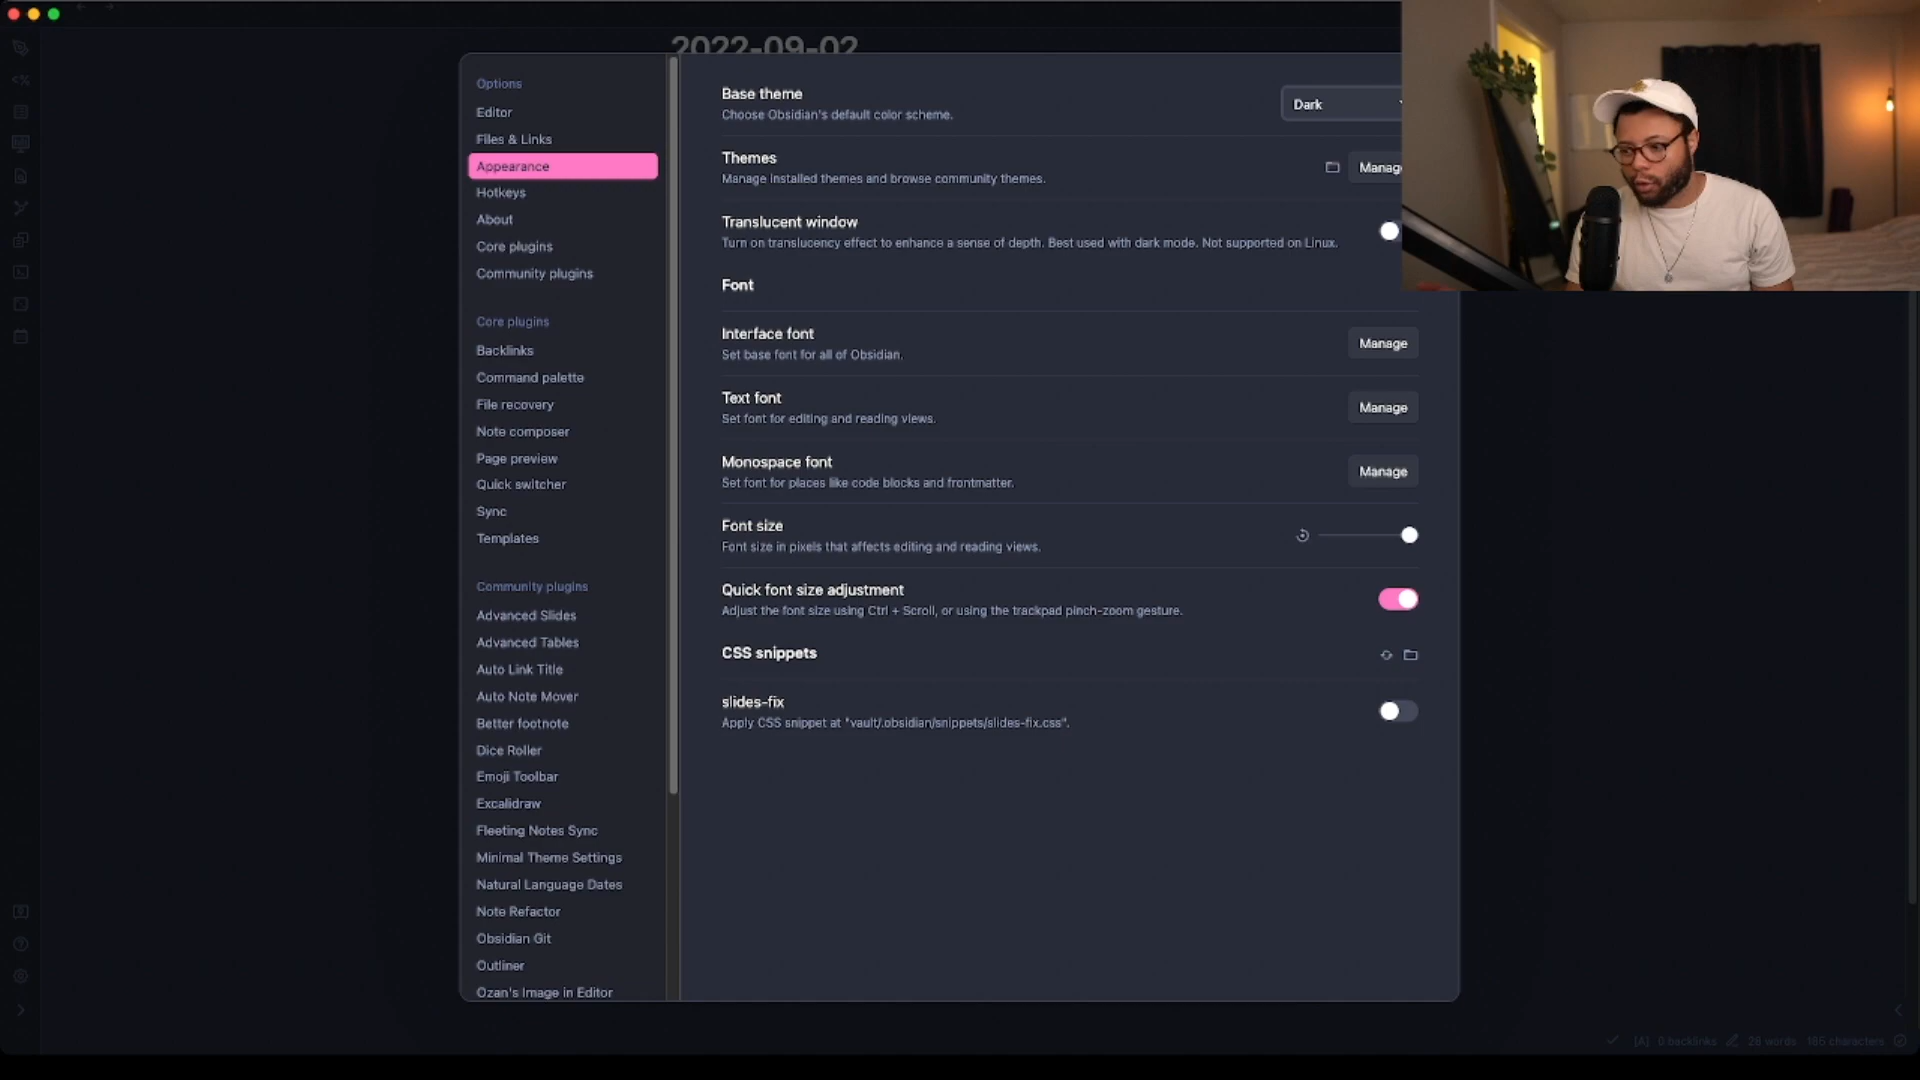 2022-09-02
Options
Editor
Files & Links
Appearance
Hotkeys
About
Core plugins
Community plugins
Core plugins
Backlinks
Command palette
File recovery
Note composer
Page preview
Quick switcher
Sync
Templates
Community plugins
Advanced Slides
Advanced Tables
Auto Link Title
Auto Note Mover
Better footnote
Dice Roller
Emoji Toolbar
Excalidraw
Fleeting Notes Sync
Minimal Theme Settings
Natural Language Dates
Note Refactor
Obsidian Git
Outliner
Ozan's Image in Editor
Base theme
Choose Obsidian's default color scheme.
Dark
Themes
Manage installed themes and browse community themes.
Manag
Translucent window
Turn on translucency effect to enhance a sense of depth. Best used with dark mode. Not supported on Linux.
Font
Interface font
Set base font for all of Obsidian.
Manage
Text font
Set font for editing and reading views.
Manage
Monospace font
Set font for places like code blocks and frontmatter.
Manage
Font size
Font size in pixels that affects editing and reading views.
Quick font size adjustment
Adjust the font size using Ctrl + Scroll, or using the trackpad pinch-zoom gesture.
CSS snippets
slides-fix
Apply CSS snippet at "vault/.obsidian/snippets/slides-fix.css".
[A] 0 backlinks 28 words 165 characters